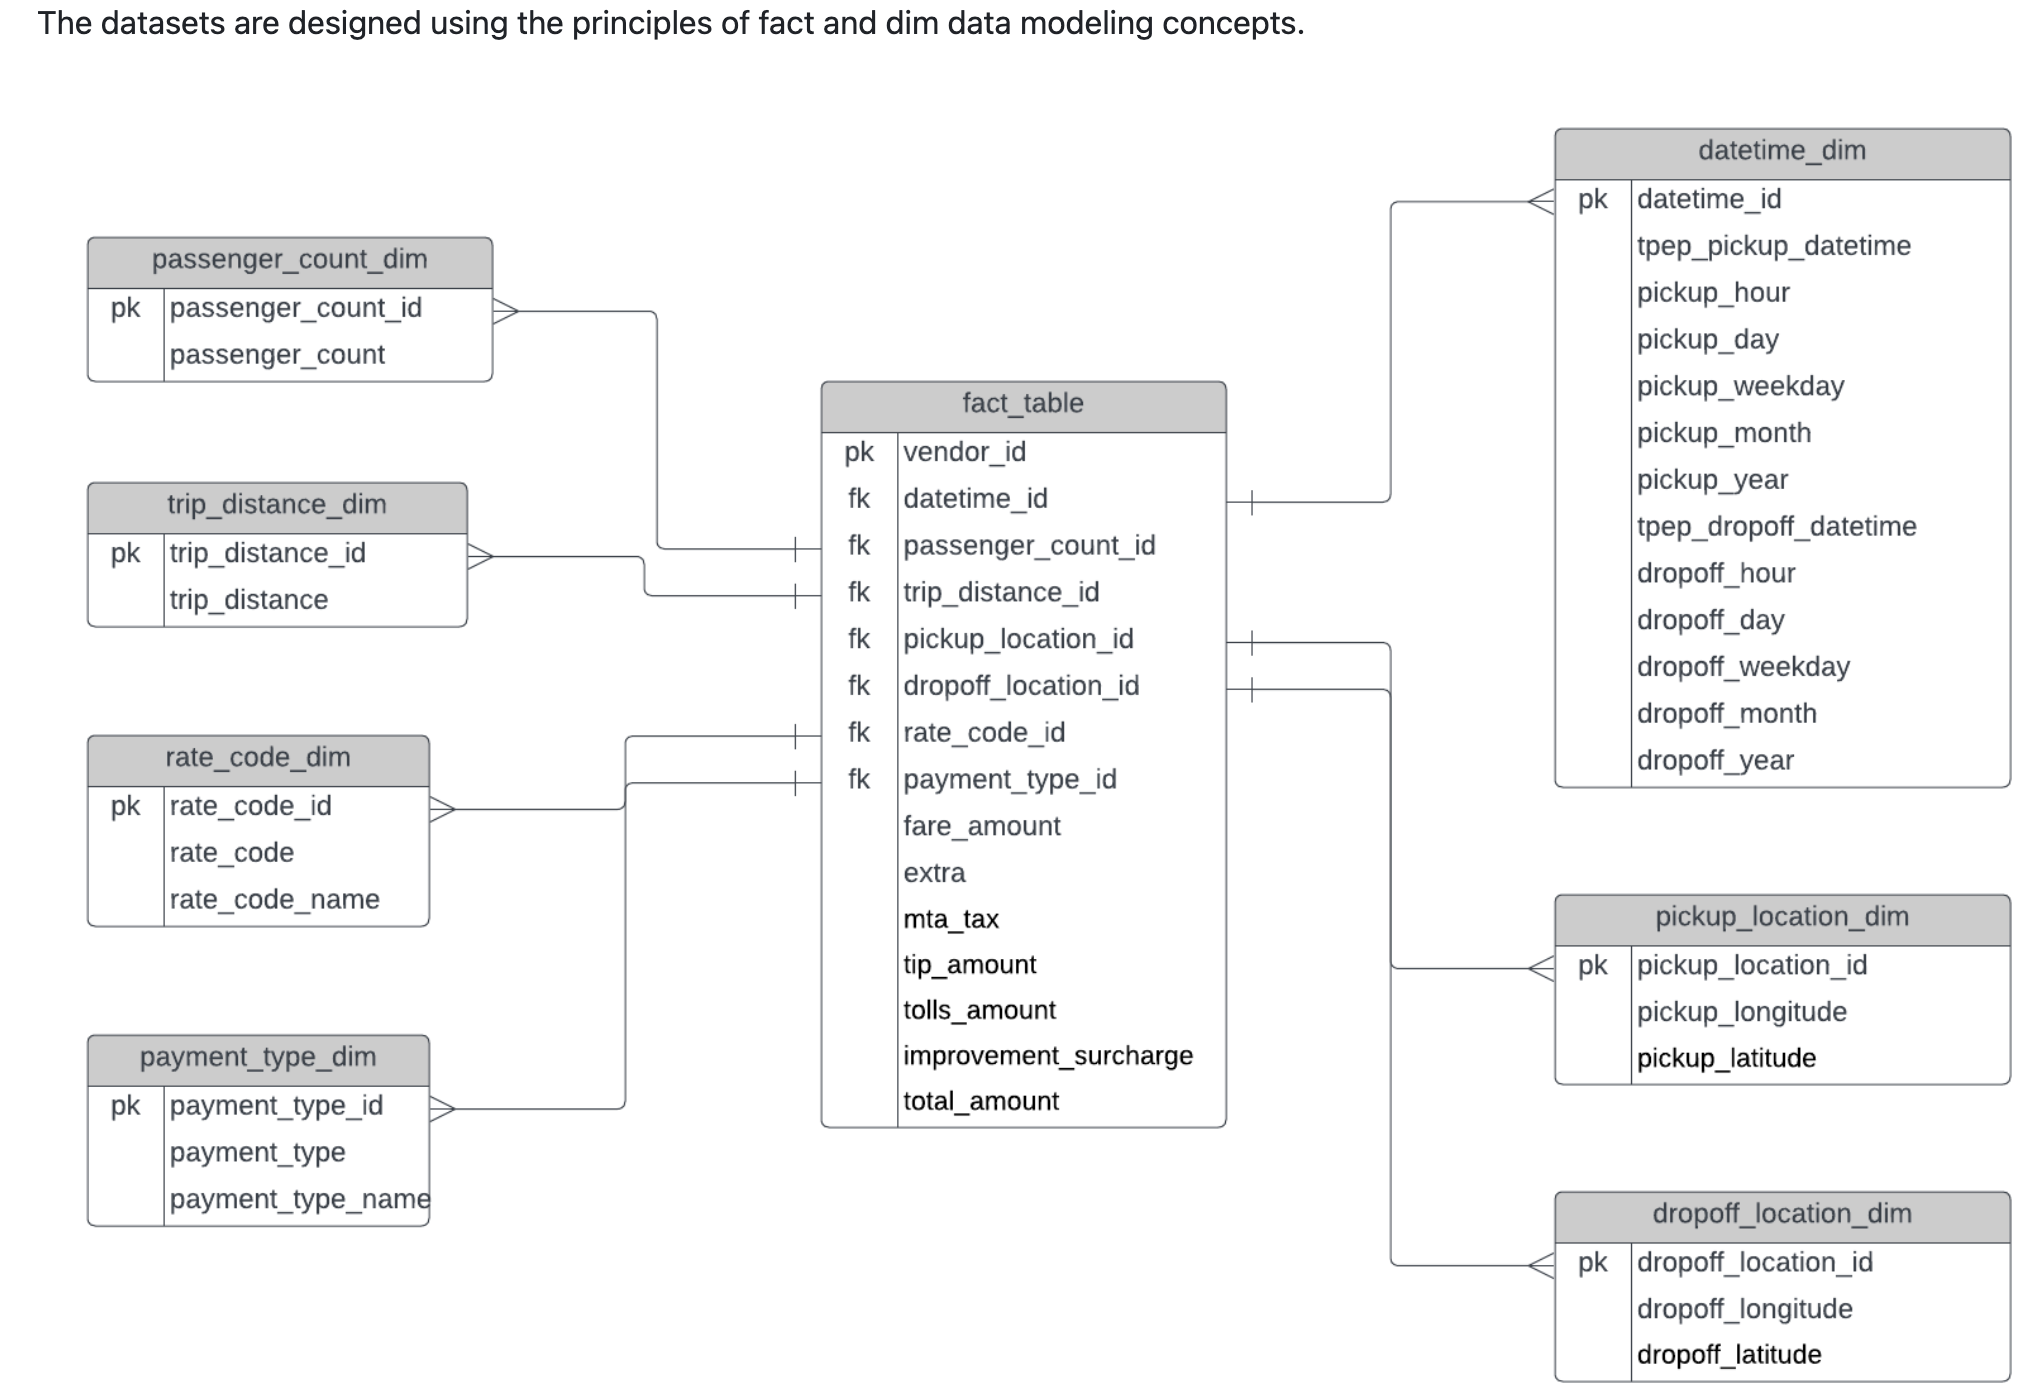 The datasets are designed using the principles of fact and dim data modeling concepts.
passenger_count_dim
pk passenger_count_id
passenger_count
trip_distance_dim
pk trip_distance_id
trip_distance
rate_code_dim
pk rate_code_id
rate_code
rate_code_name
payment_type_dim
pk payment_type_id
payment_type
payment_type_name
fact_table
pk vendor_id
fk datetime_id
fk passenger_count_id
fk trip_distance_id
fk pickup_location_id
fk dropoff_location_id
fk rate_code_id
fk payment_type_id
fare_amount
extra
mta_tax
tip_amount
tolls_amount
improvement_surcharge
total_amount
datetime_dim
pk datetime_id
tpep_pickup_datetime
pickup_hour
pickup_day
pickup_weekday
pickup_month
pickup_year
tpep_dropoff_datetime
dropoff_hour
dropoff_day
dropoff_weekday
dropoff_month
dropoff_year
pickup_location_dim
pk pickup_location_id
pickup_longitude
pickup_latitude
dropoff_location_dim
pk dropoff_location_id
dropoff_longitude
dropoff_latitude